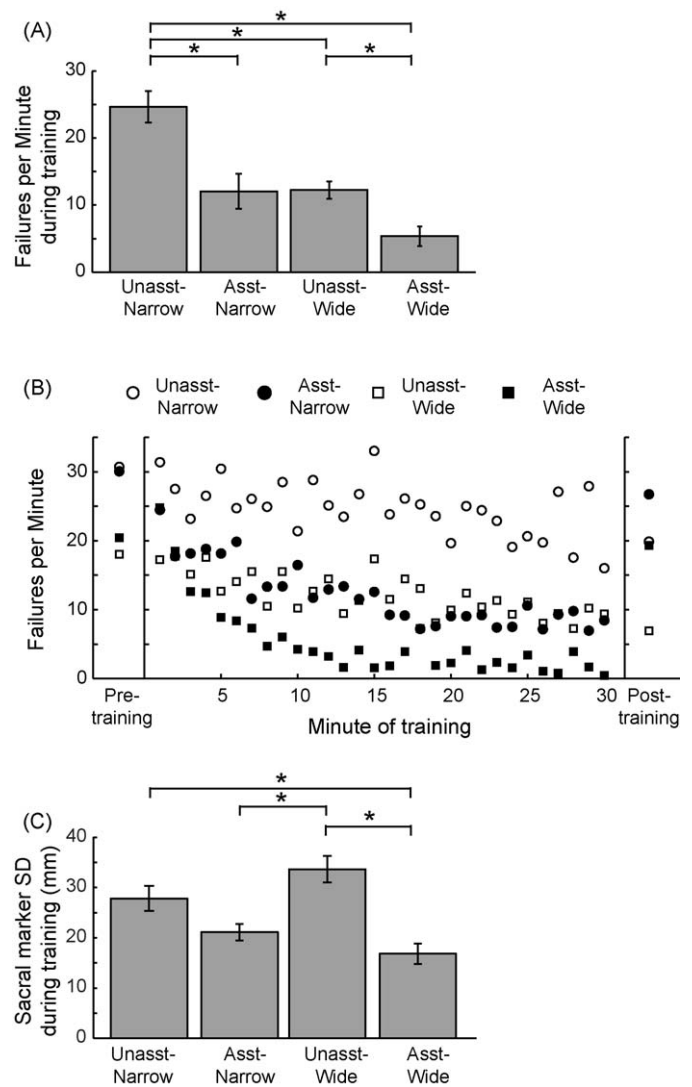 (A)
*
*
*
*
Failures per Minute
during training
30
20
10
0
Unasst-
Narrow
Asst-
Narrow
Unasst-
Wide
Asst-
Wide
(B)
Unasst-
Narrow
Asst-
Narrow
Unasst-
Wide
Asst-
Wide
Failures per Minute
30
20
10
0
Pre-
training
5
10
15
20
25
30
Minute of training
Post-
training
(C)
*
*
*
Sacral marker SD
during training (mm)
40
30
20
10
0
Unasst-
Narrow
Asst-
Narrow
Unasst-
Wide
Asst-
Wide